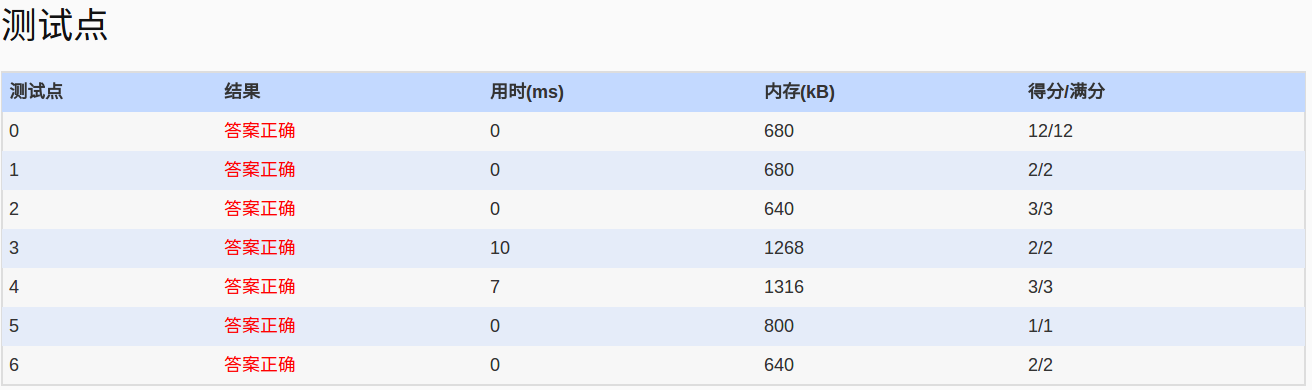 测试点
测试点 结果 用时(ms) 内存(kB) 得分/满分
0 答案正确 0 680 12/12
1 答案正确 0 680 2/2
2 答案正确 0 640 3/3
3 答案正确 10 1268 2/2
4 答案正确 7 1316 3/3
5 答案正确 0 800 1/1
6 答案正确 0 640 2/2